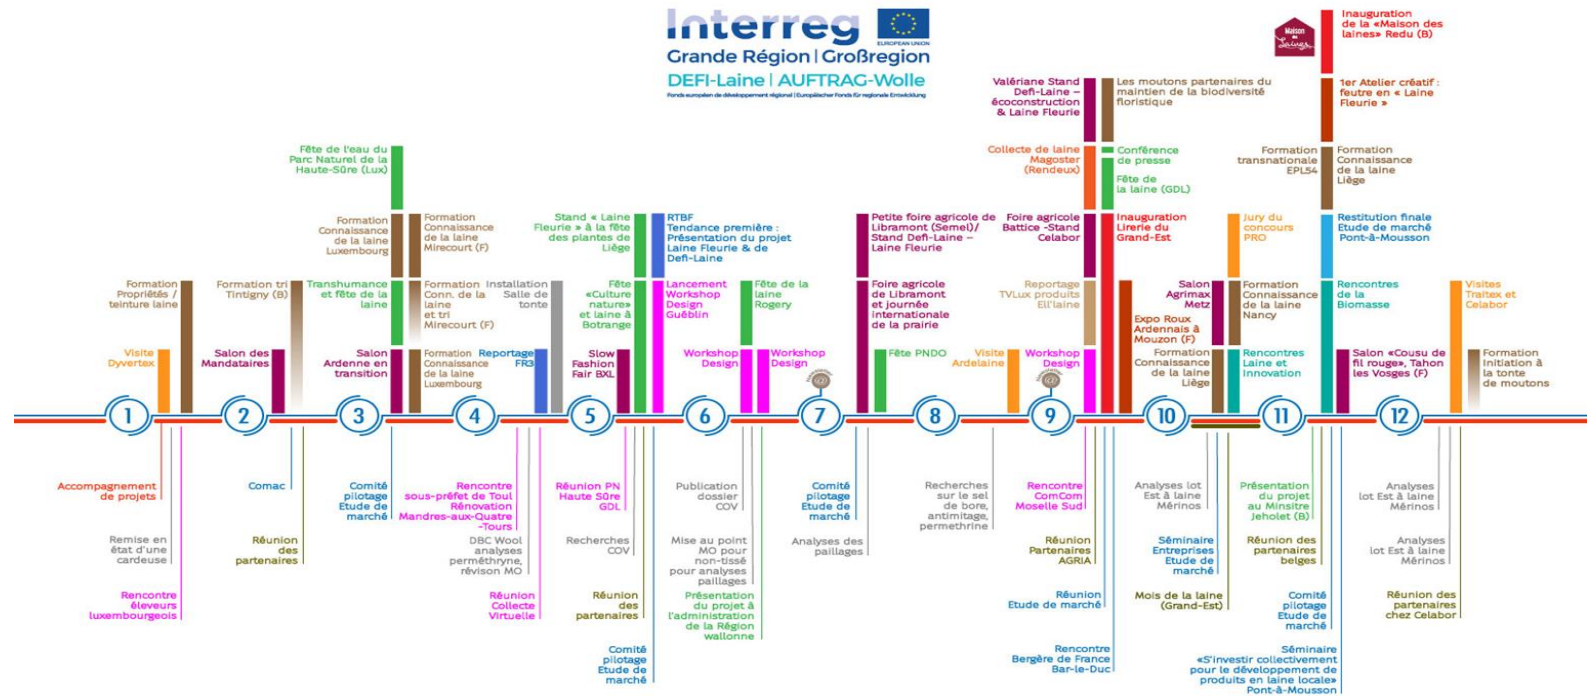 Interreg
EUROPEAN UNION
Grande Région | Großregion
DEFI-Laine | AUFTRAG-Wolle
Fonds européen de développement régional | Europäischer Fonds für regionale Entwicklung
Maison
des
Laines
Inauguration
de la «Maison des
laines» Redu (B)
Valériane Stand
Defi-Laine –
écoconstruction
& Laine Fleurie
Les moutons partenaires du
maintien de la biodiversité
floristique
1er Atelier créatif :
feutre en « Laine
Fleurie »
Fête de l'eau du
Parc Naturel de la
Haute-Sûre (Lux)
Collecte de laine
Magoster
(Rendeux)
Conférence
de presse
Fête de
la laine (GDL)
Formation
transnationale
EPL54
Formation
Connaissance
de la laine
Liège
Formation
Connaissance
de la laine
Luxembourg
Formation
Connaissance
de la laine
Mirecourt (F)
Stand « Laine
Fleurie » à la fête
des plantes de
Liège
RTBF
Tendance première :
Présentation du projet
Laine Fleurie & de
Defi-Laine
Petite foire agricole de
Libramont (Semel)/
Stand Defi-Laine –
Laine Fleurie
Foire agricole
Battice -Stand
Celabor
Inauguration
Lirerie du
Grand-Est
Jury du
concours
PRO
Restitution finale
Etude de marché
Pont-à-Mousson
Formation
Propriétés /
teinture laine
Formation tri
Tintigny (B)
Transhumance
et fête de la
laine
Formation
Conn. de la
laine
et tri
Mirecourt (F)
Installation
Salle de
tonte
Fête
«Culture
nature»
et laine à
Botrange
Lancement
Workshop
Design
Guéblin
Fête de la
laine
Rogery
Foire agricole
de Libramont
et journée
internationale
de la prairie
Reportage
TVLux produits
Ell'laine
Expo Roux
Ardennais à
Mouzon (F)
Salon
Agrimax
Metz
Formation
Connaissance
de la laine
Nancy
Rencontres
de la
Biomasse
Visites
Traitex et
Celabor
Visite
Dyvertex
Salon des
Mandataires
Salon
Ardenne en
transition
Formation
Connaissance
de la laine
Luxembourg
Reportage
FR3
Slow
Fashion
Fair BXL
Workshop
Design
Workshop
Design
Fête PNDO
Visite
Ardelaine
Workshop
Design
Formation
Connaissance
de la laine
Liège
Rencontres
Laine et
Innovation
Salon «Cousu de
fil rouge», Tahon
les Vosges (F)
Formation
Initiation à
la tonte
de moutons
1
2
3
4
5
6
7
8
9
10
11
12
Accompagnement
de projets
Comac
Comité
pilotage
Etude de
marché
Rencontre
sous-préfet de Toul
Rénovation
Mandres-aux-Quatre
-Tours
Réunion PN
Haute Sûre
GDL
Publication
dossier
COV
Comité
pilotage
Etude de
marché
Recherches
sur le sel
de bore,
antimitage,
permethrine
Rencontre
ComCom
Moselle Sud
Analyses lot
Est à laine
Mérinos
Présentation
du projet
au Minsitre
Jeholet (B)
Analyses
lot Est à laine
Mérinos
Remise en
état d'une
cardeuse
Réunion
des
partenaires
DBC Wool
analyses
perméthryne,
révison MO
Recherches
COV
Mise au point
MO pour
non-tissé
pour analyses
paillages
Analyses des
paillages
Réunion
Partenaires
AGRIA
Séminaire
Entreprises
Etude de
marché
Réunion des
partenaires
belges
Analyses
lot Est à laine
Mérinos
Rencontre
éleveurs
luxembourgeois
Réunion
Collecte
Virtuelle
Réunion
des
partenaires
Présentation
du projet à
l'administration
de la Région
wallonne
Réunion
Etude de marché
Mois de la laine
(Grand-Est)
Comité
pilotage
Etude de
marché
Réunion des
partenaires
chez Celabor
Comité
pilotage
Etude de
marché
Rencontre
Bergère de France
Bar-le-Duc
Séminaire
«S'investir collectivement
pour le développement de
produits en laine locale»
Pont-à-Mousson